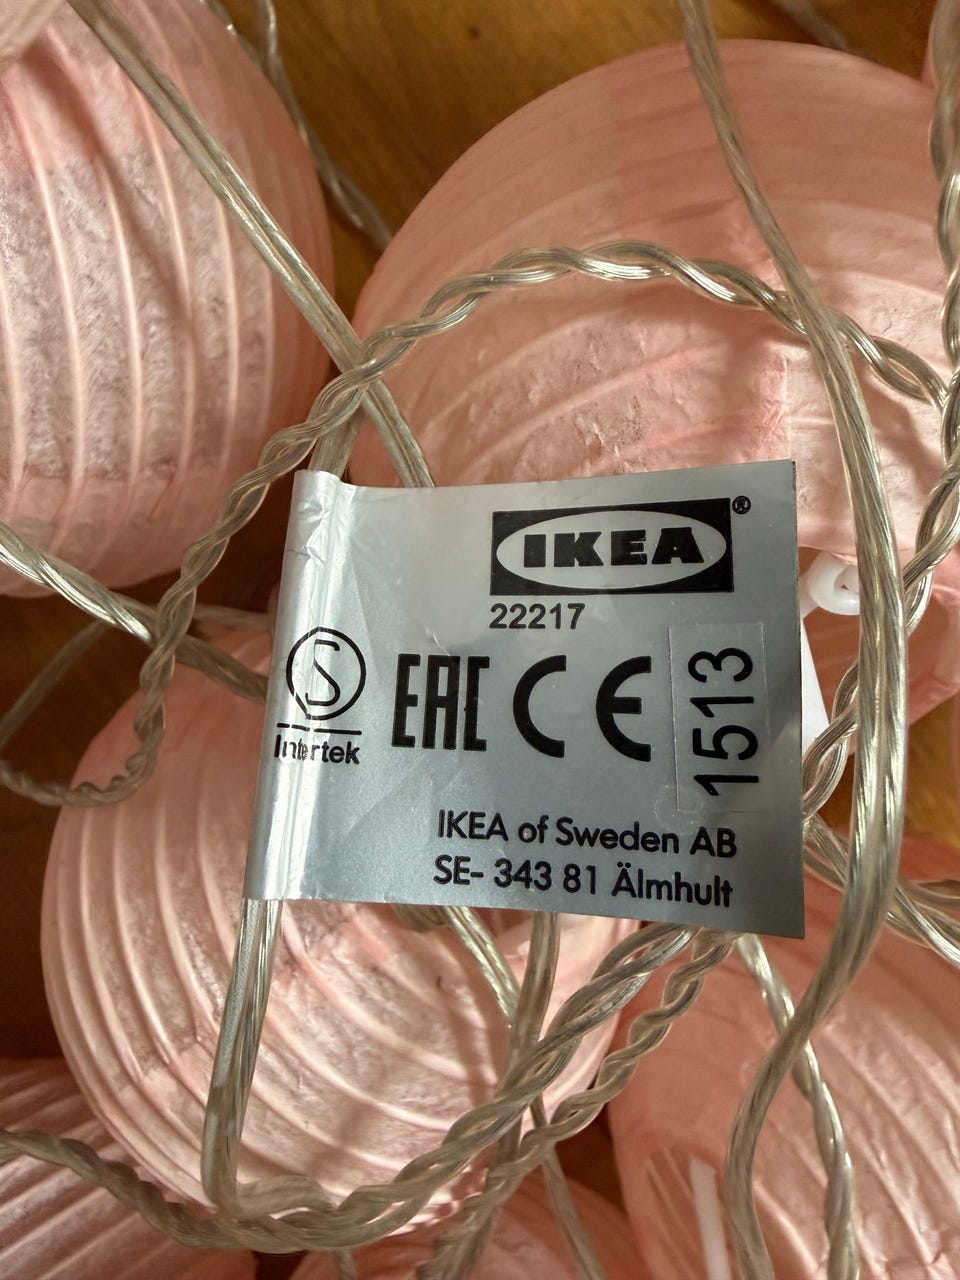 IKEA®
22217
S
Intertek
EAC CE
1513
IKEA of Sweden AB
SE- 343 81 Älmhult